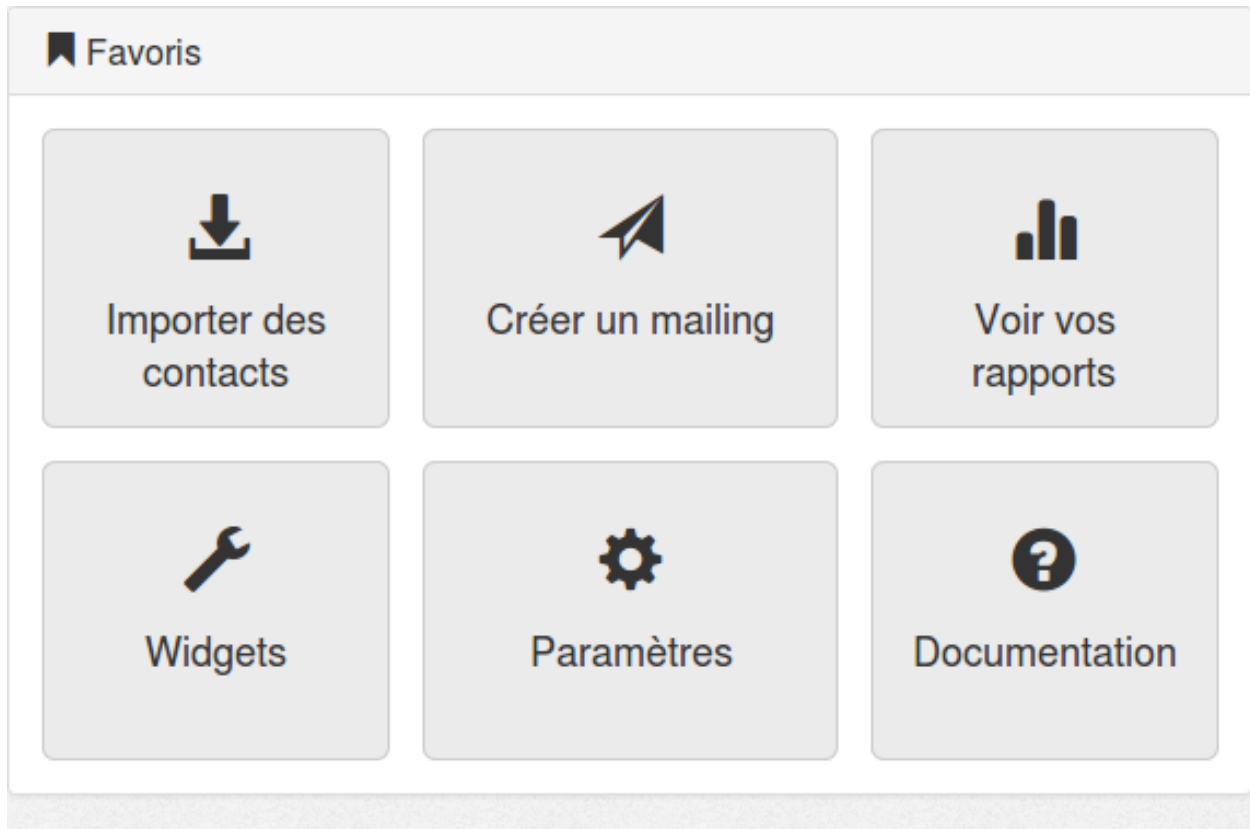 Favoris
Importer des
contacts
Créer un mailing
Voir vos
rapports
Widgets
Paramètres
Documentation